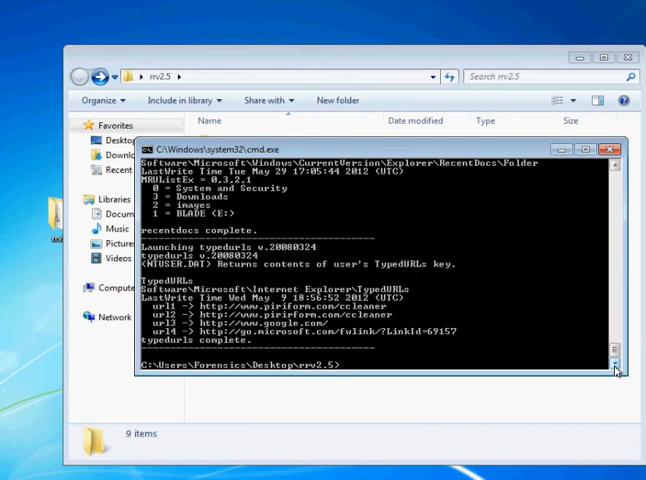 rrv2.5
Search rrv2.5
Organize
Include in library
Share with
New folder
Name
Date modified
Type
Size
Favorites
Desktop
Recent
Libraries
Music
Videos
Network
C:\Windows\system32\cmd.exe
Software\Microsoft\Windows\CurrentVersion\Explorer\RecentDocs\Folder
LastWrite Time Tue May 29 17:05:44 2012 (UTC)
MRUListEx = 0,3,2,1
0 = System and Security
3 = Downloads
2 = images
1 = BLADE (E:)
recentdocs complete.
----------------------------------------
Launching typedurls v.20080324
typedurls v.20080324
(NTUSER.DAT) Returns contents of user's TypedURLs key.
TypedURLs
Software\Microsoft\Internet Explorer\TypedURLs
LastWrite Time Wed May  9 18:56:52 2012 (UTC)
url1 -> http://www.piriform.com/ccleaner
url2 -> http://www.piriform.com/ccleaner
url3 -> http://www.google.com/
url4 -> http://go.microsoft.com/fwlink/?LinkId=69157
typedurls complete.
----------------------------------------
C:\Users\Forensics\Desktop\rrv2.5>
9 items